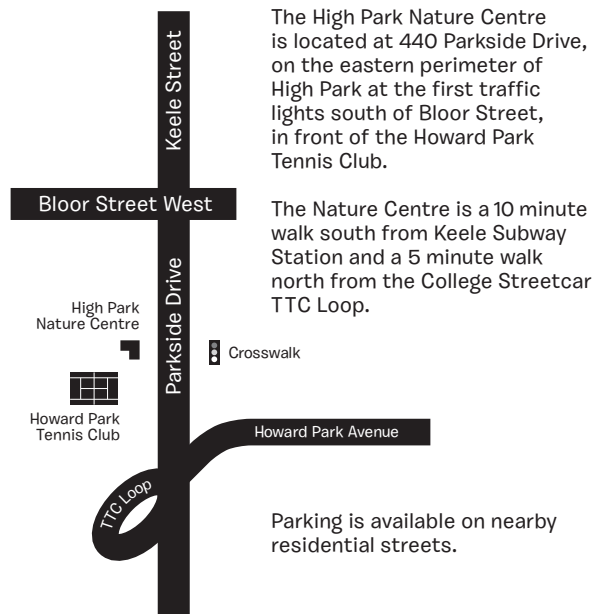 Keele Street
Bloor Street West
Parkside Drive
High Park
Nature Centre
Crosswalk
Howard Park
Tennis Club
Howard Park Avenue
TTC Loop
The High Park Nature Centre
is located at 440 Parkside Drive,
on the eastern perimeter of
High Park at the first traffic
lights south of Bloor Street,
in front of the Howard Park
Tennis Club.
The Nature Centre is a 10 minute
walk south from Keele Subway
Station and a 5 minute walk
north from the College Streetcar
TTC Loop.
Parking is available on nearby
residential streets.